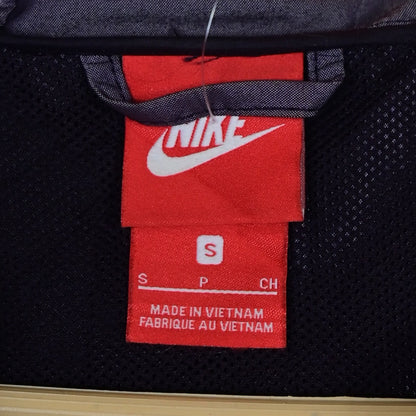 NIKE
S
S P CH
MADE IN VIETNAM
FABRIQUE AU VIETNAM